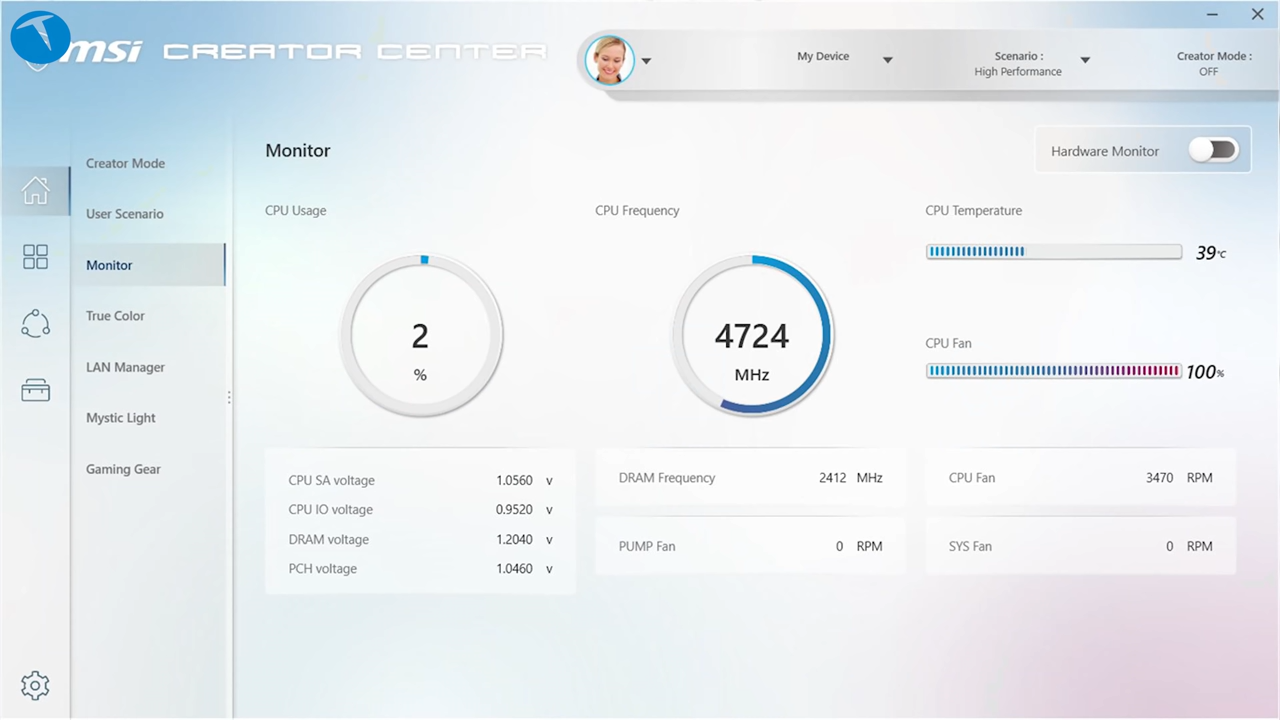 msi CREATOR CENTER
My Device
Scenario :
High Performance
Creator Mode :
OFF
Creator Mode
User Scenario
Monitor
True Color
LAN Manager
Mystic Light
Gaming Gear
Monitor
Hardware Monitor
CPU Usage
2
%
CPU Frequency
4724
MHz
CPU Temperature
39°C
CPU Fan
100%
CPU SA voltage 1.0560 v
CPU IO voltage 0.9520 v
DRAM voltage 1.2040 v
PCH voltage 1.0460 v
DRAM Frequency 2412 MHz
PUMP Fan 0 RPM
CPU Fan 3470 RPM
SYS Fan 0 RPM